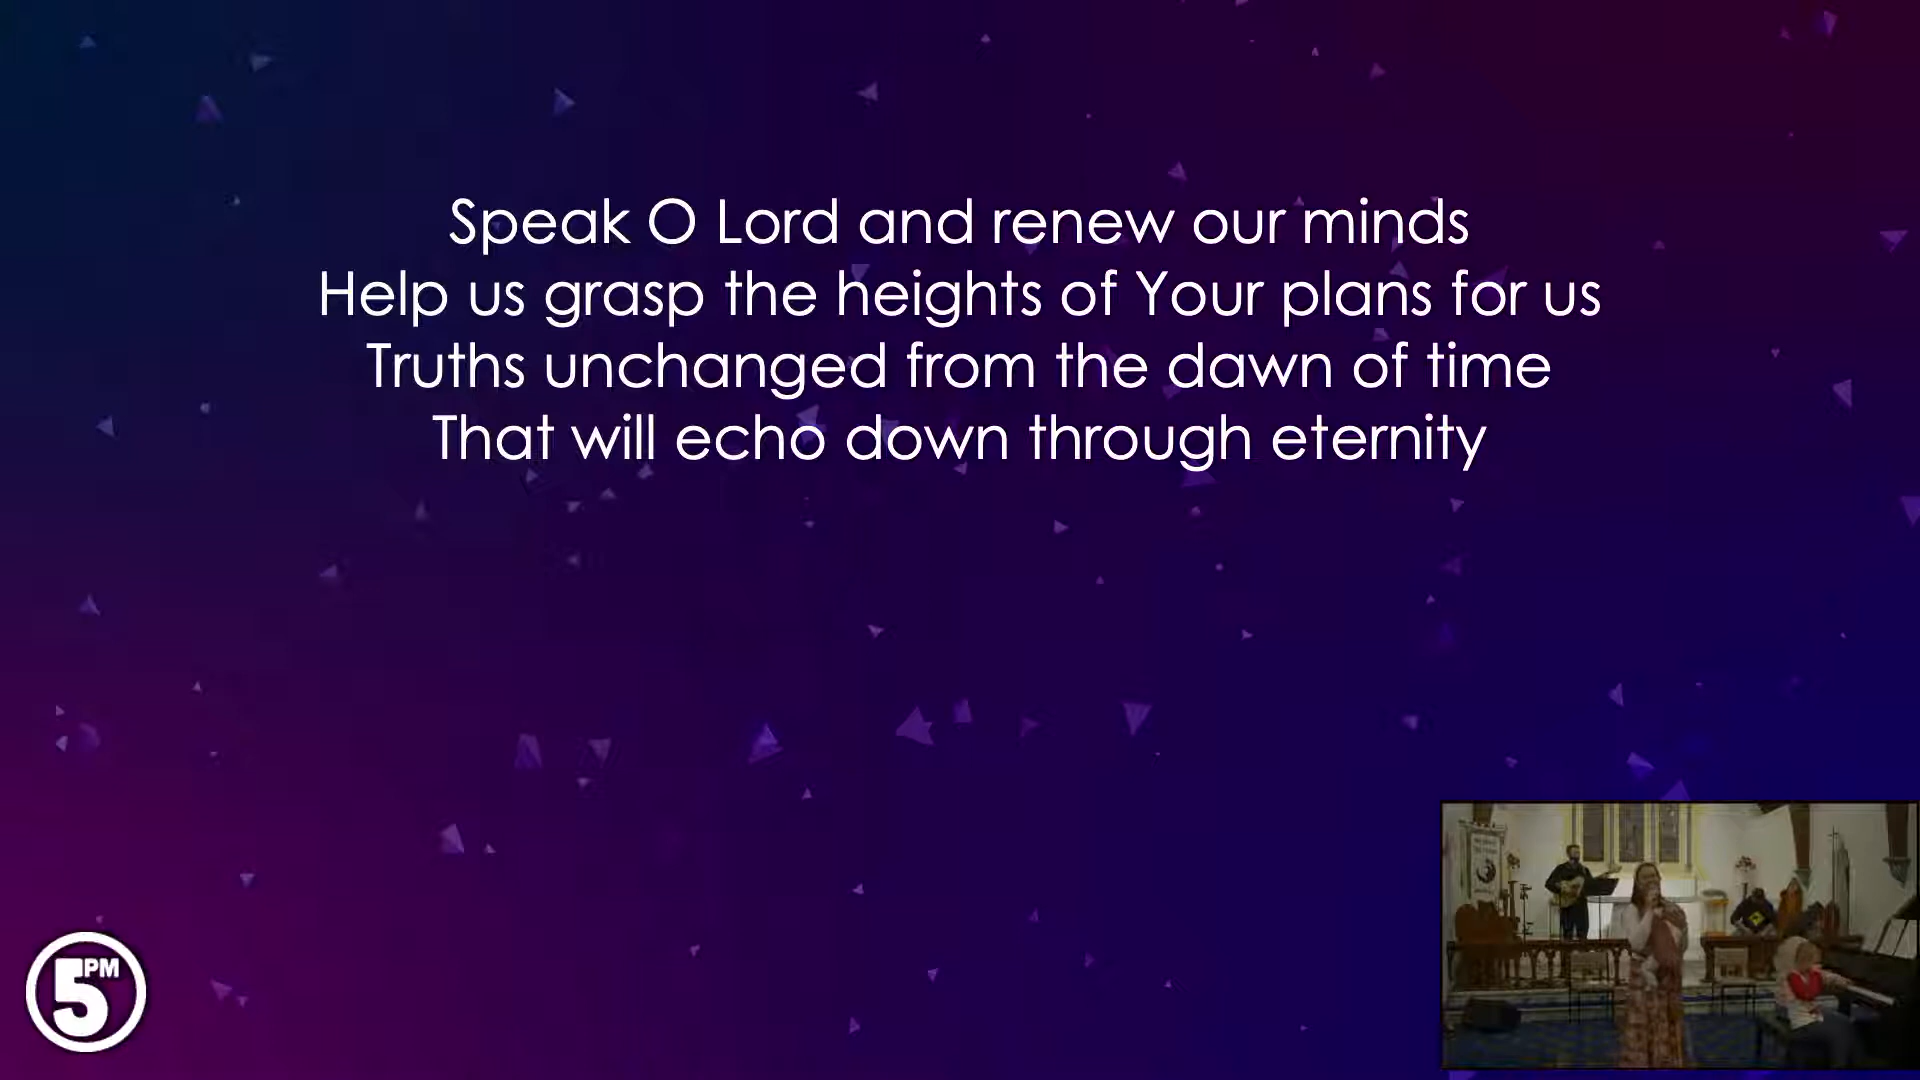 Speak O Lord and renew our minds
Help us grasp the heights of Your plans for us
Truths unchanged from the dawn of time
That will echo down through eternity
5PM